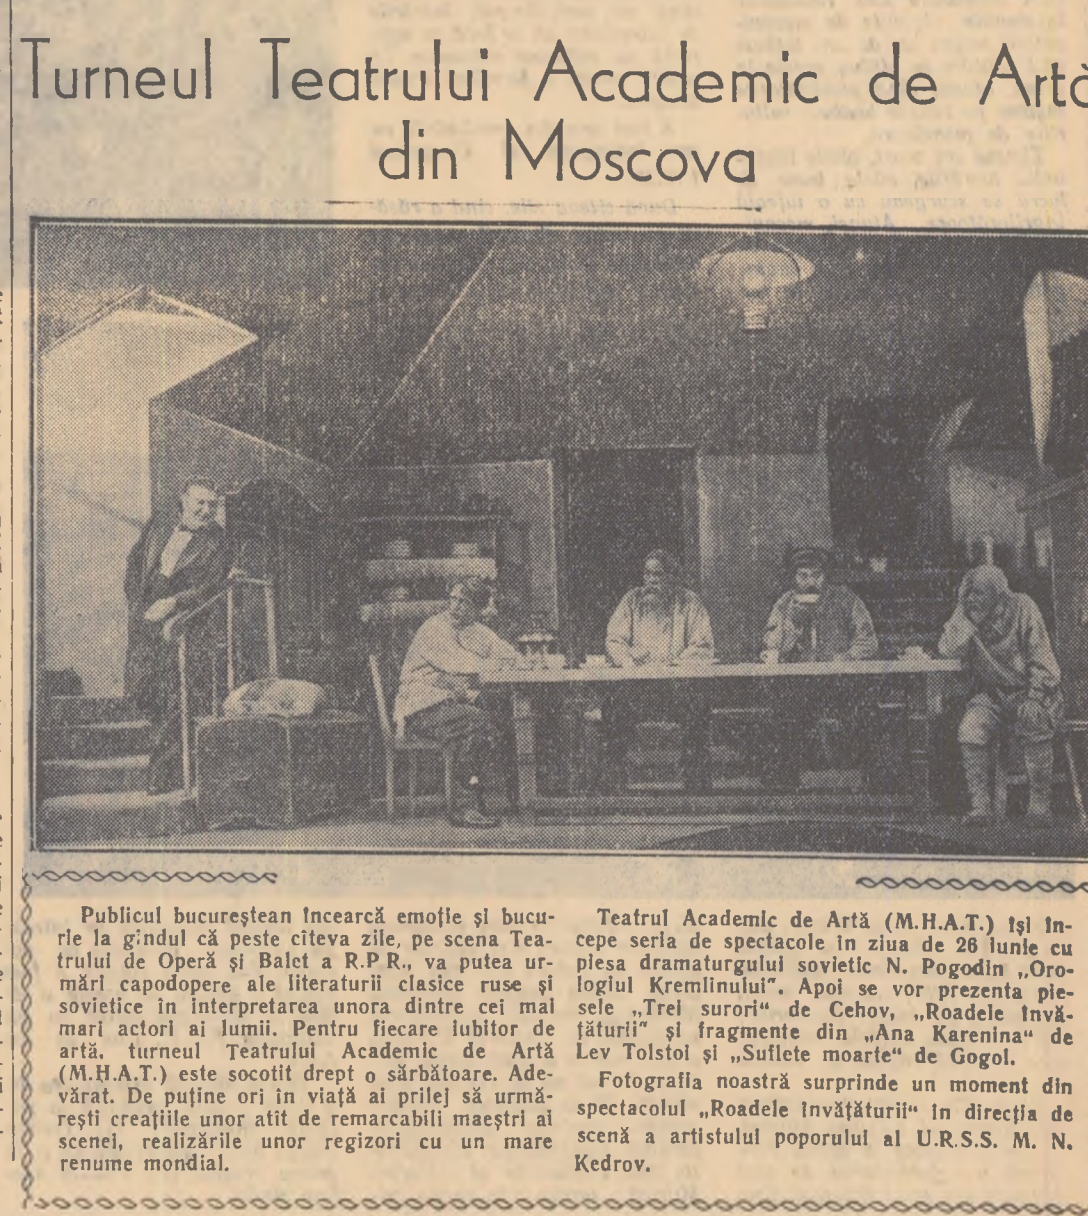 Turneul Teatrului Academic de Artă
din Moscova
Publicul bucureştean încearcă emoţie şi bucu-
rie la gîndul că peste cîteva zile, pe scena Tea-
trului de Operă şi Balet a R.P.R., va putea ur-
mări capodopere ale literaturii clasice ruse şi
sovietice în interpretarea unora dintre cei mai
mari actori ai lumii. Pentru fiecare iubitor de
artă, turneul Teatrului Academic de Artă
(M.H.A.T.) este socotit drept o sărbătoare. Ade-
vărat. De puţine ori în viaţă ai prilej să urmă-
reşti creaţiile unor atît de remarcabili maeştri ai
scenei, realizările unor regizori cu un mare
renume mondial.
Teatrul Academic de Artă (M.H.A.T.) îşi în-
cepe seria de spectacole în ziua de 26 iunie cu
piesa dramaturgului sovietic N. Pogodin „Oro-
logiul Kremlinului". Apoi se vor prezenta pie-
sele „Trei surori" de Cehov, „Roadele învă-
ţăturii" şi fragmente din „Ana Karenina" de
Lev Tolstoi şi „Suflete moarte" de Gogol.
Fotografia noastră surprinde un moment din
spectacolul „Roadele învăţăturii" în direcţia de
scenă a artistului poporului al U.R.S.S. M. N.
Kedrov.